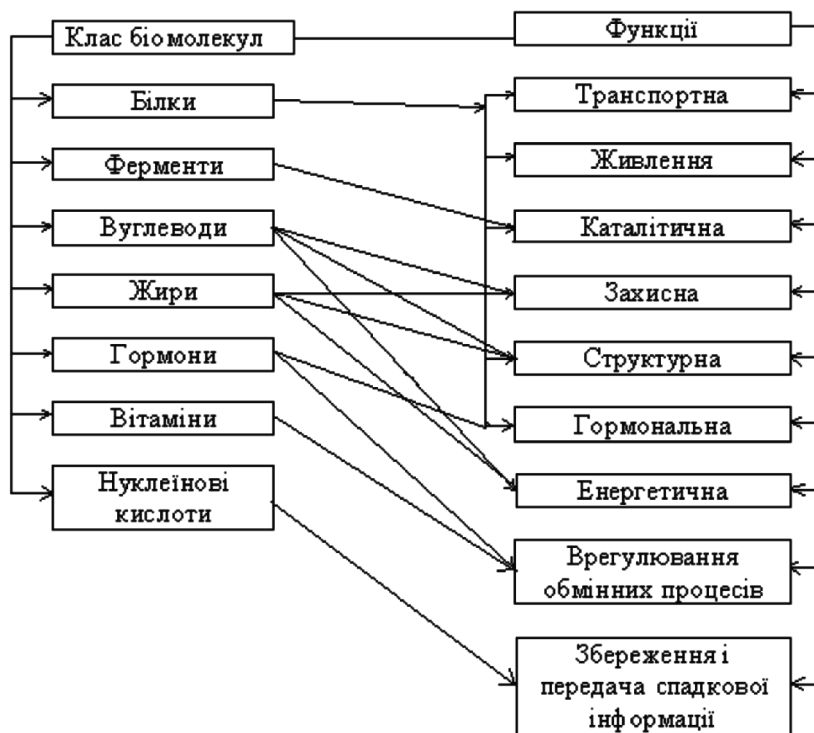 Клас біомолекул
Функції
Білки
Транспортна
Живлення
Ферменти
Каталітична
Вуглеводи
Захисна
Жири
Структурна
Гормони
Гормональна
Вітаміни
Енергетична
Нуклеїнові
кислоти
Врегулювання
обмінних процесів
Збереження і
передача спадкової
інформації